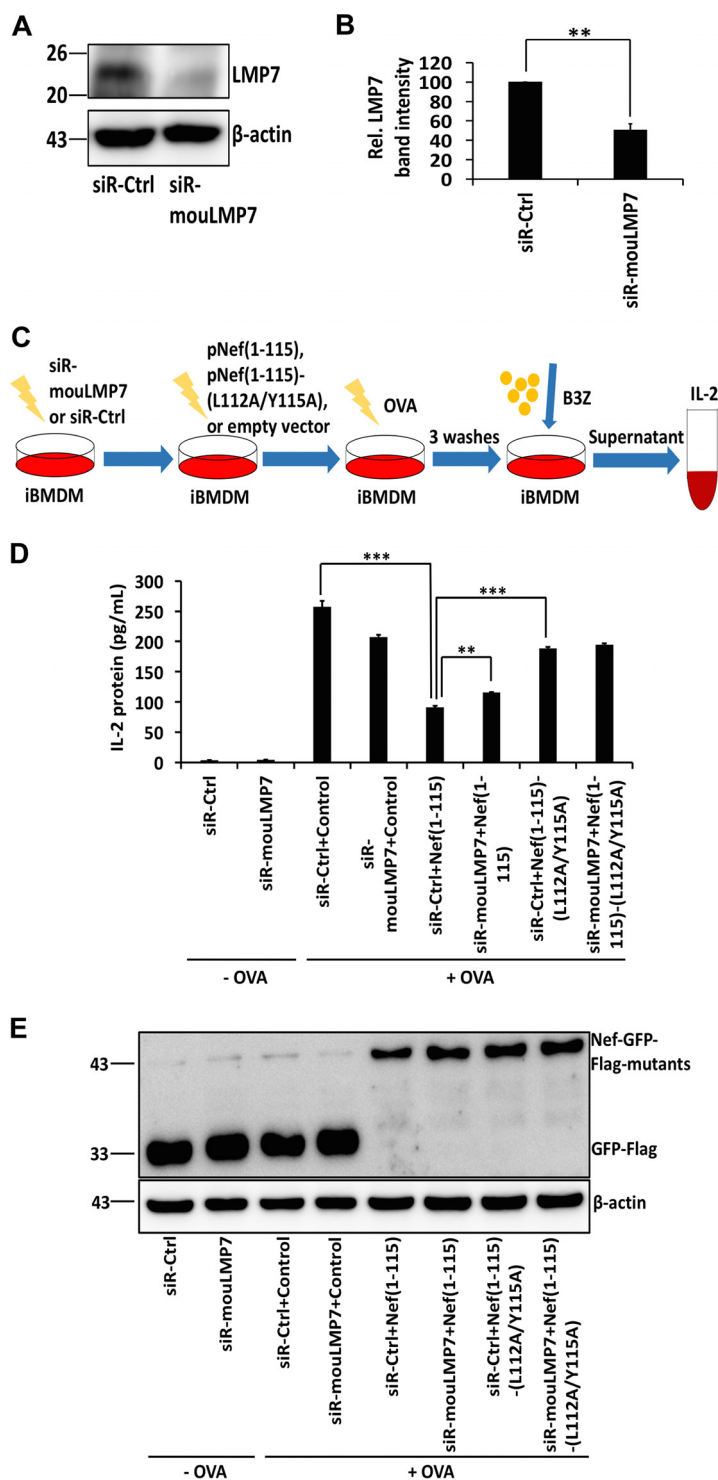 A
26
20
LMP7
43
β-actin
siR-Ctrl
siR-
mouLMP7
B
**
Rel. LMP7
band intensity
120
100
80
60
40
20
0
siR-Ctrl
siR-mouLMP7
C
siR-
mouLMP7
or siR-Ctrl
pNef(1-115),
pNef(1-115)-
(L112A/Y115A),
or empty vector
OVA
3 washes
B3Z
Supernatant
IL-2
iBMDM
iBMDM
iBMDM
iBMDM
D
IL-2 protein (pg/mL)
300
250
200
150
100
50
0
***
***
**
siR-Ctrl
siR-mouLMP7
siR-Ctrl+Control
siR-
mouLMP7+Control
siR-Ctrl+Nef(1-115)
siR-mouLMP7+Nef(1-
115)
siR-Ctrl+Nef(1-115)-
(L112A/Y115A)
siR-mouLMP7+Nef(1-
115)-(L112A/Y115A)
- OVA
+ OVA
E
43
33
43
Nef-GFP-
Flag-mutants
GFP-Flag
β-actin
siR-Ctrl
siR-mouLMP7
siR-Ctrl+Control
siR-mouLMP7+Control
siR-Ctrl+Nef(1-115)
siR-mouLMP7+Nef(1-115)
siR-Ctrl+Nef(1-115)
-(L112A/Y115A)
siR-mouLMP7+Nef(1-115)
-(L112A/Y115A)
- OVA
+ OVA